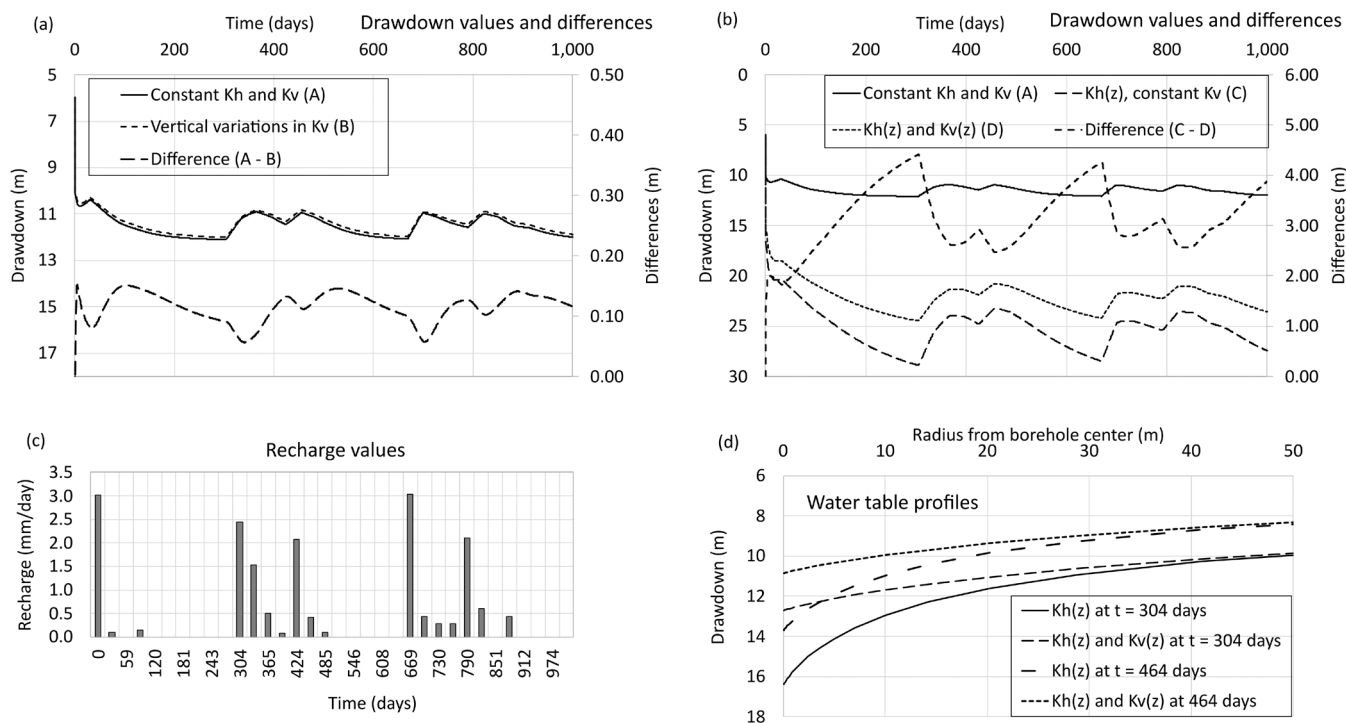 (a)
Time (days)
Drawdown values and differences
0 200 400 600 800 1,000
5 0.50
Constant Kh and Kv (A)
Vertical variations in Kv (B)
Difference (A - B)
7 0.40
9
0.30
11
0.20
13
15 0.10
17
0.00
Drawdown (m)
Differences (m)
(b)
Time (days)
Drawdown values and differences
0 200 400 600 800 1,000
0 6.00
Constant Kh and Kv (A) Kh(z), constant Kv (C)
Kh(z) and Kv(z) (D) Difference (C - D)
5 5.00
10 4.00
15 3.00
20 2.00
25 1.00
30 0.00
Drawdown (m)
Differences (m)
(c)
Recharge values
3.5
3.0
2.5
2.0
1.5
1.0
0.5
0.0
Recharge (mm/day)
0 59 120 181 243 304 365 424 485 546 608 669 730 790 851 912 974
Time (days)
(d)
Radius from borehole center (m)
0 10 20 30 40 50
6
Water table profiles
8
10
12
14
16
18
Drawdown (m)
Kh(z) at t = 304 days
Kh(z) and Kv(z) at t = 304 days
Kh(z) at t = 464 days
Kh(z) and Kv(z) at 464 days